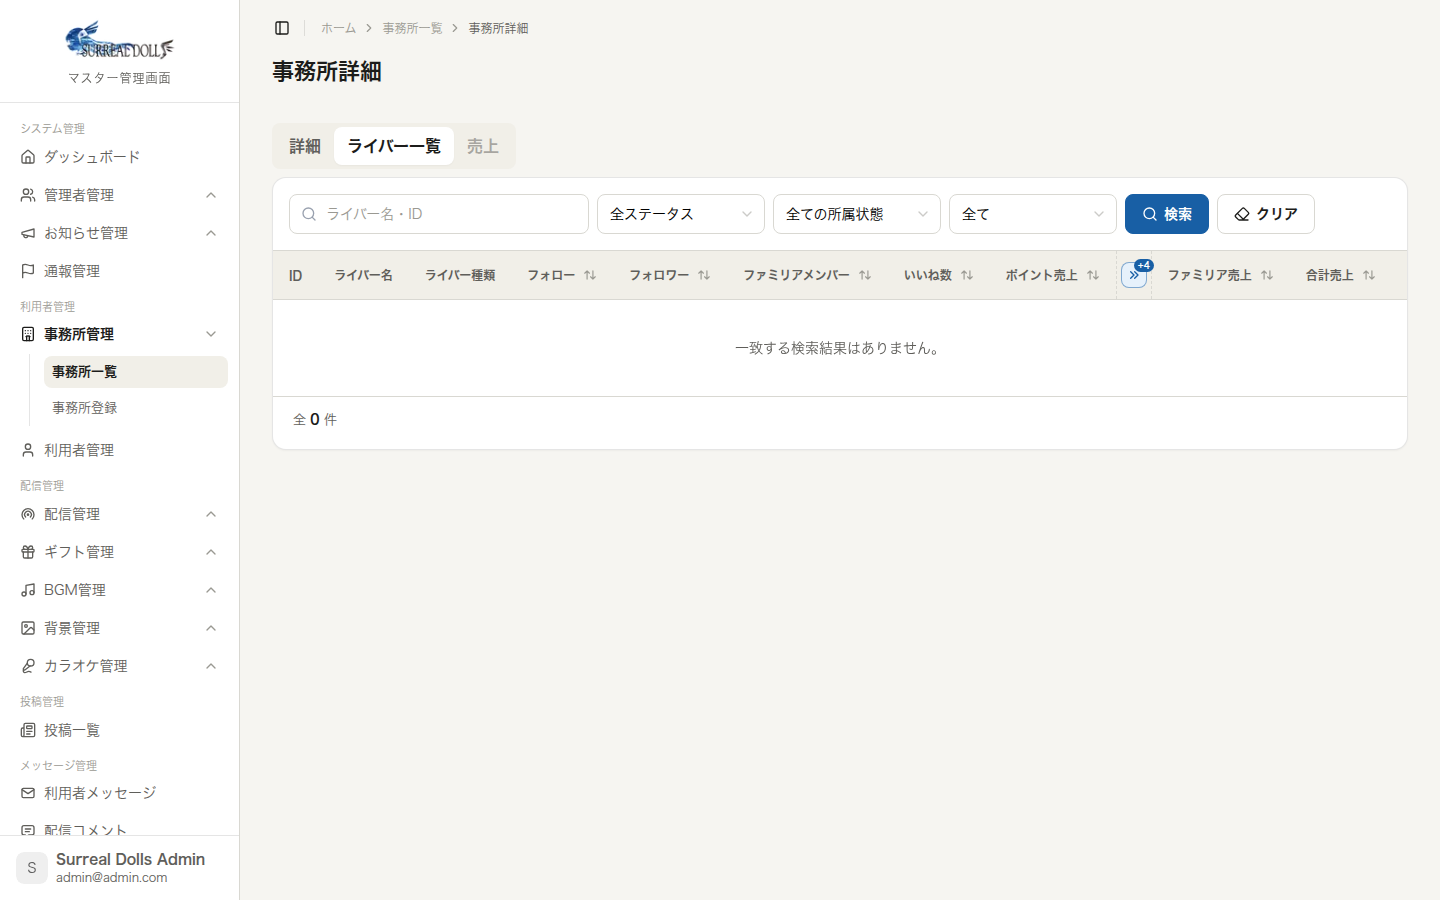 SURREAL DOLLS
マスター管理画面
システム管理
ダッシュボード
管理者管理
お知らせ管理
通報管理
利用者管理
事務所管理
事務所一覧
事務所登録
利用者管理
配信管理
配信管理
ギフト管理
BGM管理
背景管理
カラオケ管理
投稿管理
投稿一覧
メッセージ管理
利用者メッセージ
配信コメント
S
Surreal Dolls Admin
admin@admin.com
ホーム 事務所一覧 事務所詳細
事務所詳細
詳細 ライバー一覧 売上
ライバー名・ID 全ステータス 全ての所属状態 全て 検索 クリア
ID ライバー名 ライバー種類 フォロー フォロワー ファミリアメンバー いいね数 ポイント売上 +4 ファミリア売上 合計売上
一致する検索結果はありません。
全 0 件